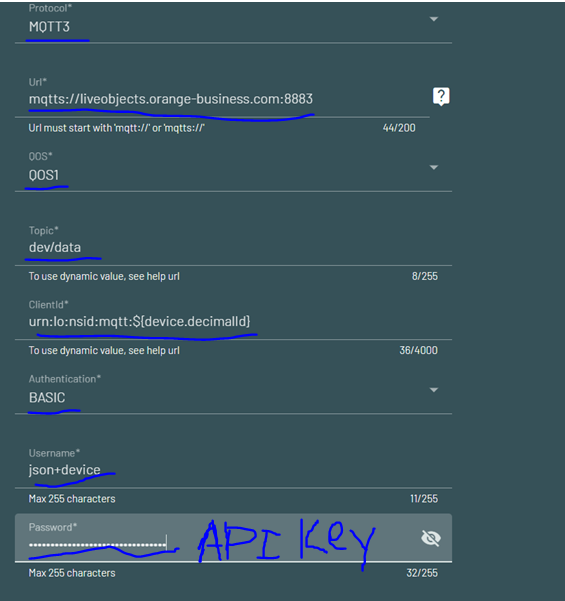 Protocol*
MQTT3
Url*
mqtts://liveobjects.orange-business.com:8883
?
Url must start with 'mqtt://' or 'mqtts://'
44/200
QOS*
QOS1
Topic*
dev/data
To use dynamic value, see help url
8/255
ClientId*
urn:lo:nsid:mqtt:${device.decimalId}
To use dynamic value, see help url
36/4000
Authentication*
BASIC
Username*
json+device
Max 255 characters
11/255
Password*
API Key
Max 255 characters
32/255